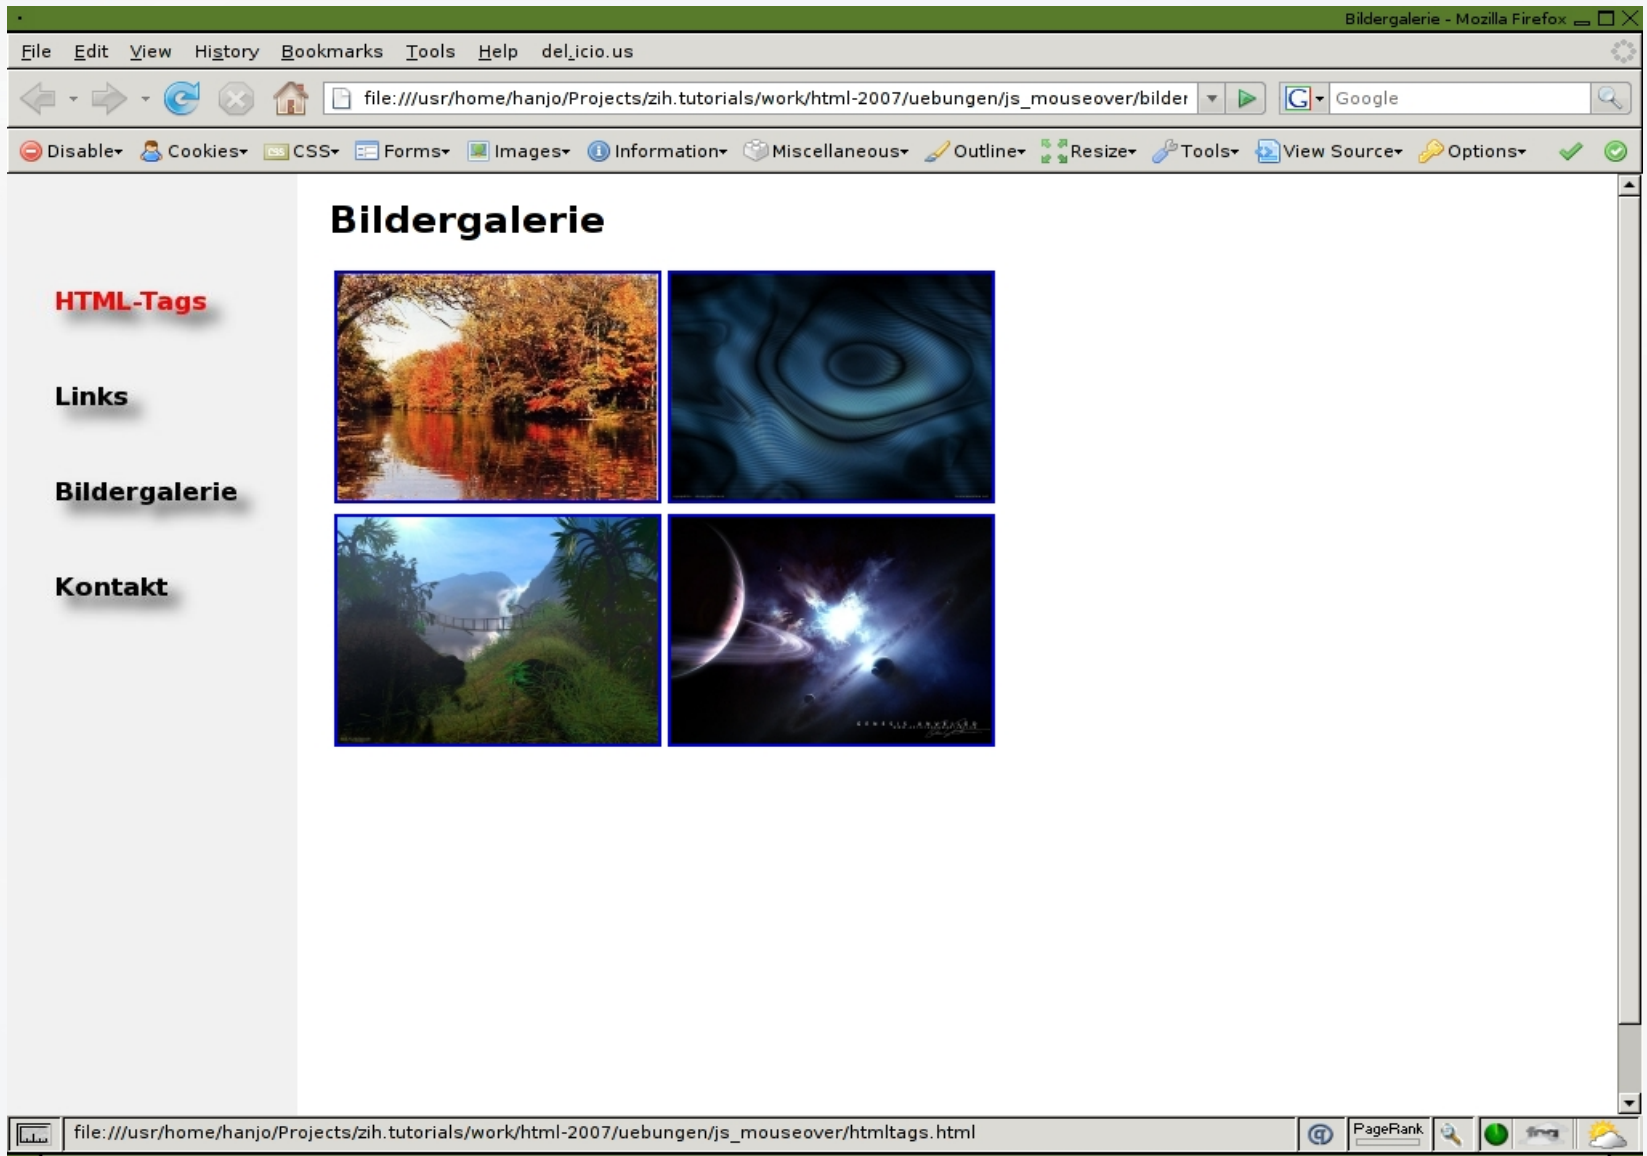 Bildergalerie - Mozilla Firefox
File Edit View History Bookmarks Tools Help del.icio.us
file:///usr/home/hanjo/Projects/zih.tutorials/work/html-2007/uebungen/js_mouseover/bilder G Google
Disable Cookies css CSS Forms Images Information Miscellaneous Outline Resize Tools View Source Options
Bildergalerie
HTML-Tags
Links
Bildergalerie
Kontakt
GENESIS UNVEILED
file:///usr/home/hanjo/Projects/zih.tutorials/work/html-2007/uebungen/js_mouseover/htmltags.html @ PageRank